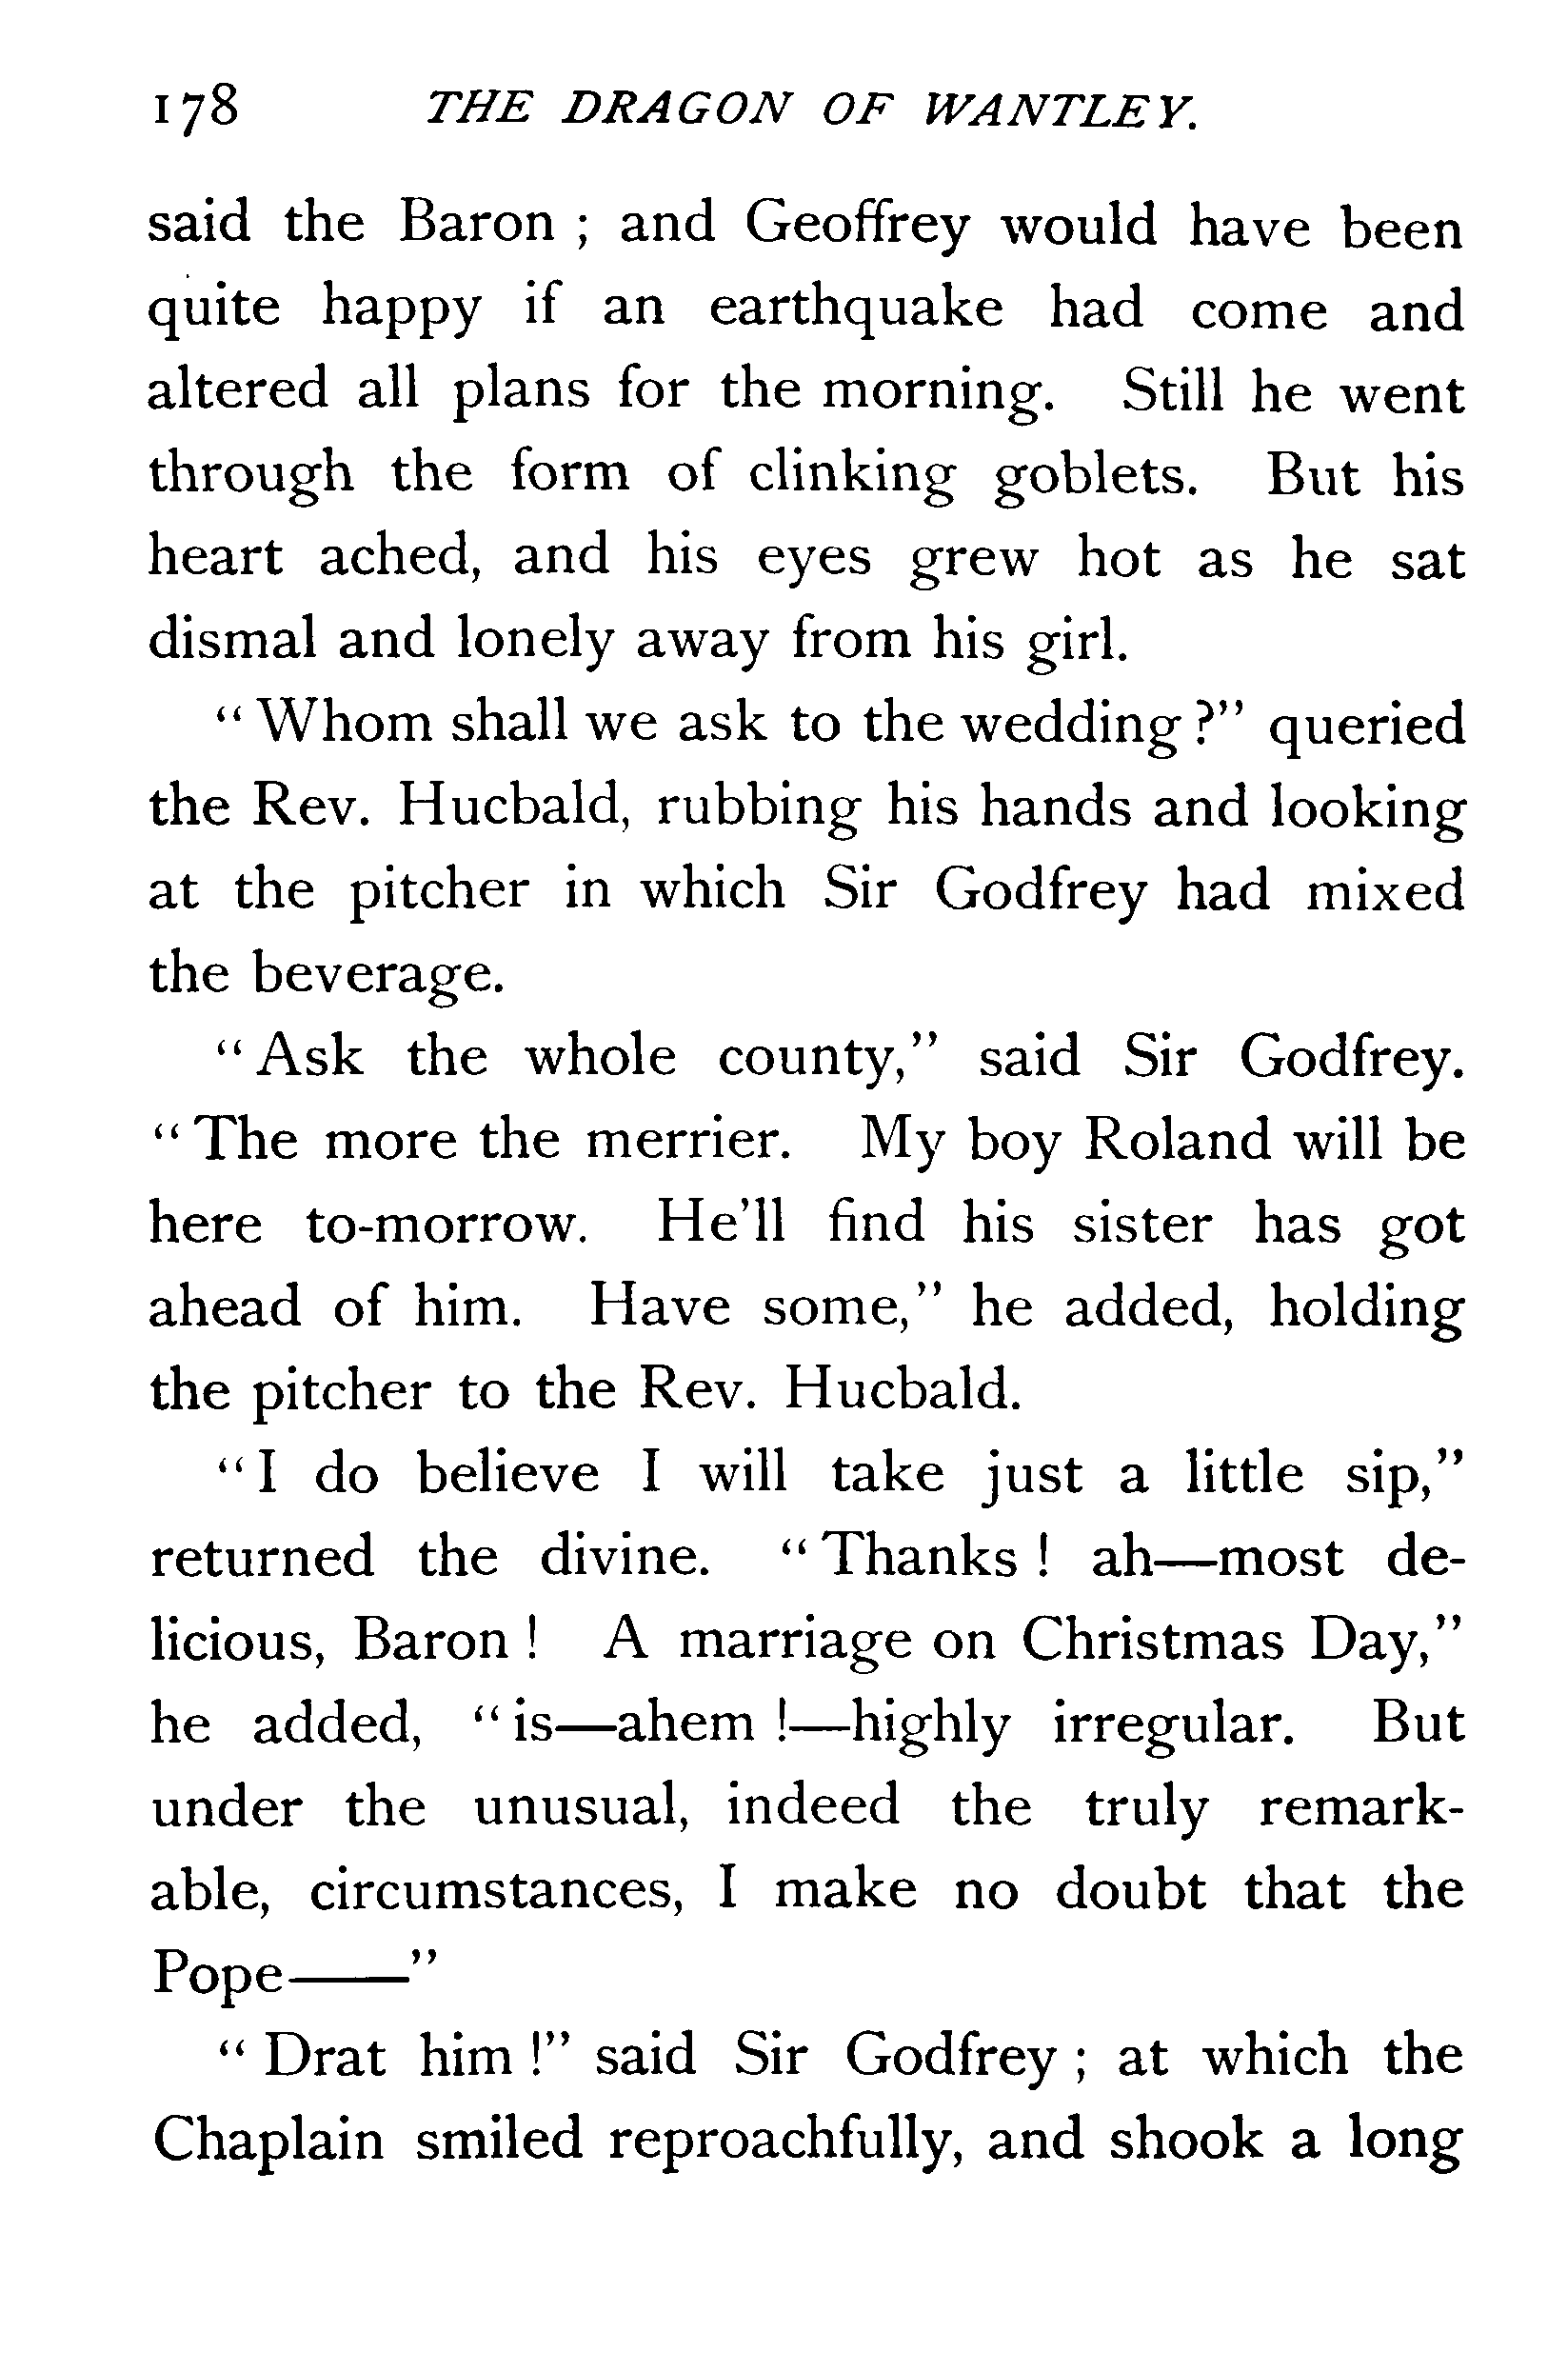 178 THE DRAGON OF WANTLEY.
said the Baron ; and Geoffrey would have been
quite happy if an earthquake had come and
altered all plans for the morning. Still he went
through the form of clinking goblets. But his
heart ached, and his eyes grew hot as he sat
dismal and lonely away from his girl.
“ Whom shall we ask to the wedding ?” queried
the Rev. Hucbald, rubbing his hands and looking
at the pitcher in which Sir Godfrey had mixed
the beverage.
“ Ask the whole county,” said Sir Godfrey.
“ The more the merrier. My boy Roland will be
here to-morrow. He’ll find his sister has got
ahead of him. Have some,” he added, holding
the pitcher to the Rev. Hucbald.
“ I do believe I will take just a little sip,”
returned the divine. “ Thanks ! ah—most de-
licious, Baron ! A marriage on Christmas Day,”
he added, “ is—ahem !—highly irregular. But
under the unusual, indeed the truly remark-
able, circumstances, I make no doubt that the
Pope——”
“ Drat him !” said Sir Godfrey ; at which the
Chaplain smiled reproachfully, and shook a long